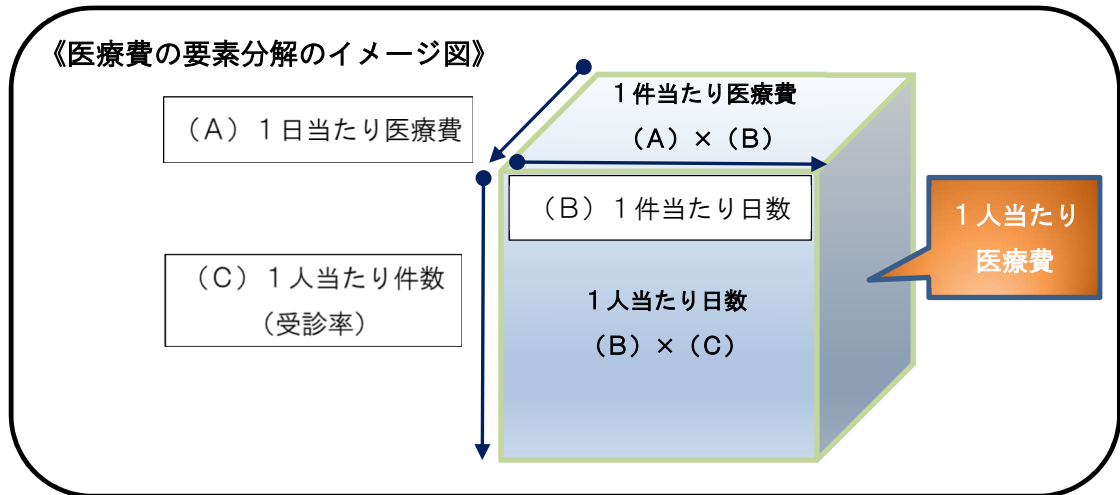 《医療費の要素分解のイメージ図》
(A)1日当たり医療費
1件当たり医療費
(A)×(B)
(B)1件当たり日数
(C)1人当たり件数
(受診率)
1人当たり日数
(B)×(C)
1人当たり
医療費